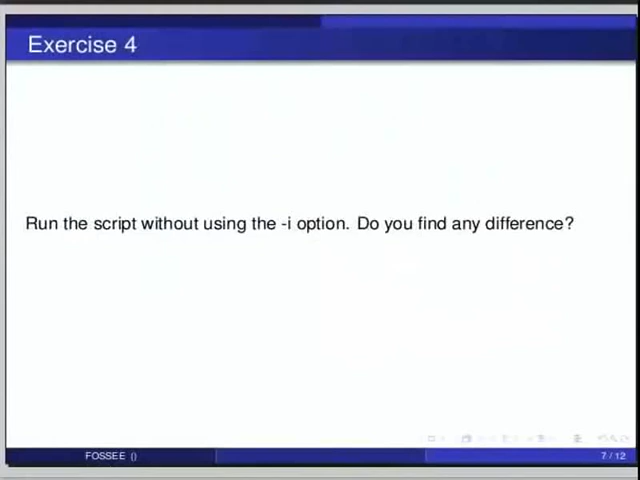 Exercise 4
Run the script without using the -i option. Do you find any difference?
FOSSEE ()
7 / 12